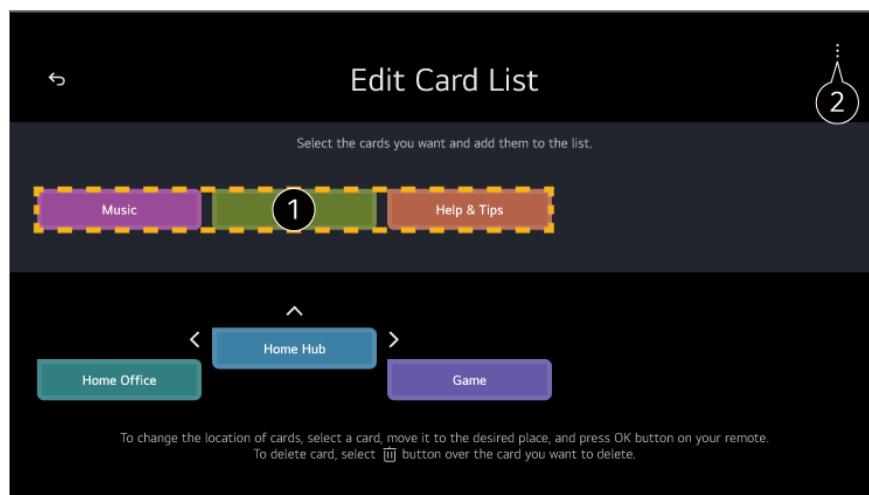 Edit Card List
2
Select the cards you want and add them to the list.
Music
1
Help & Tips
Home Hub
Home Office
Game
To change the location of cards, select a card, move it to the desired place, and press OK button on your remote.
To delete card, select button over the card you want to delete.